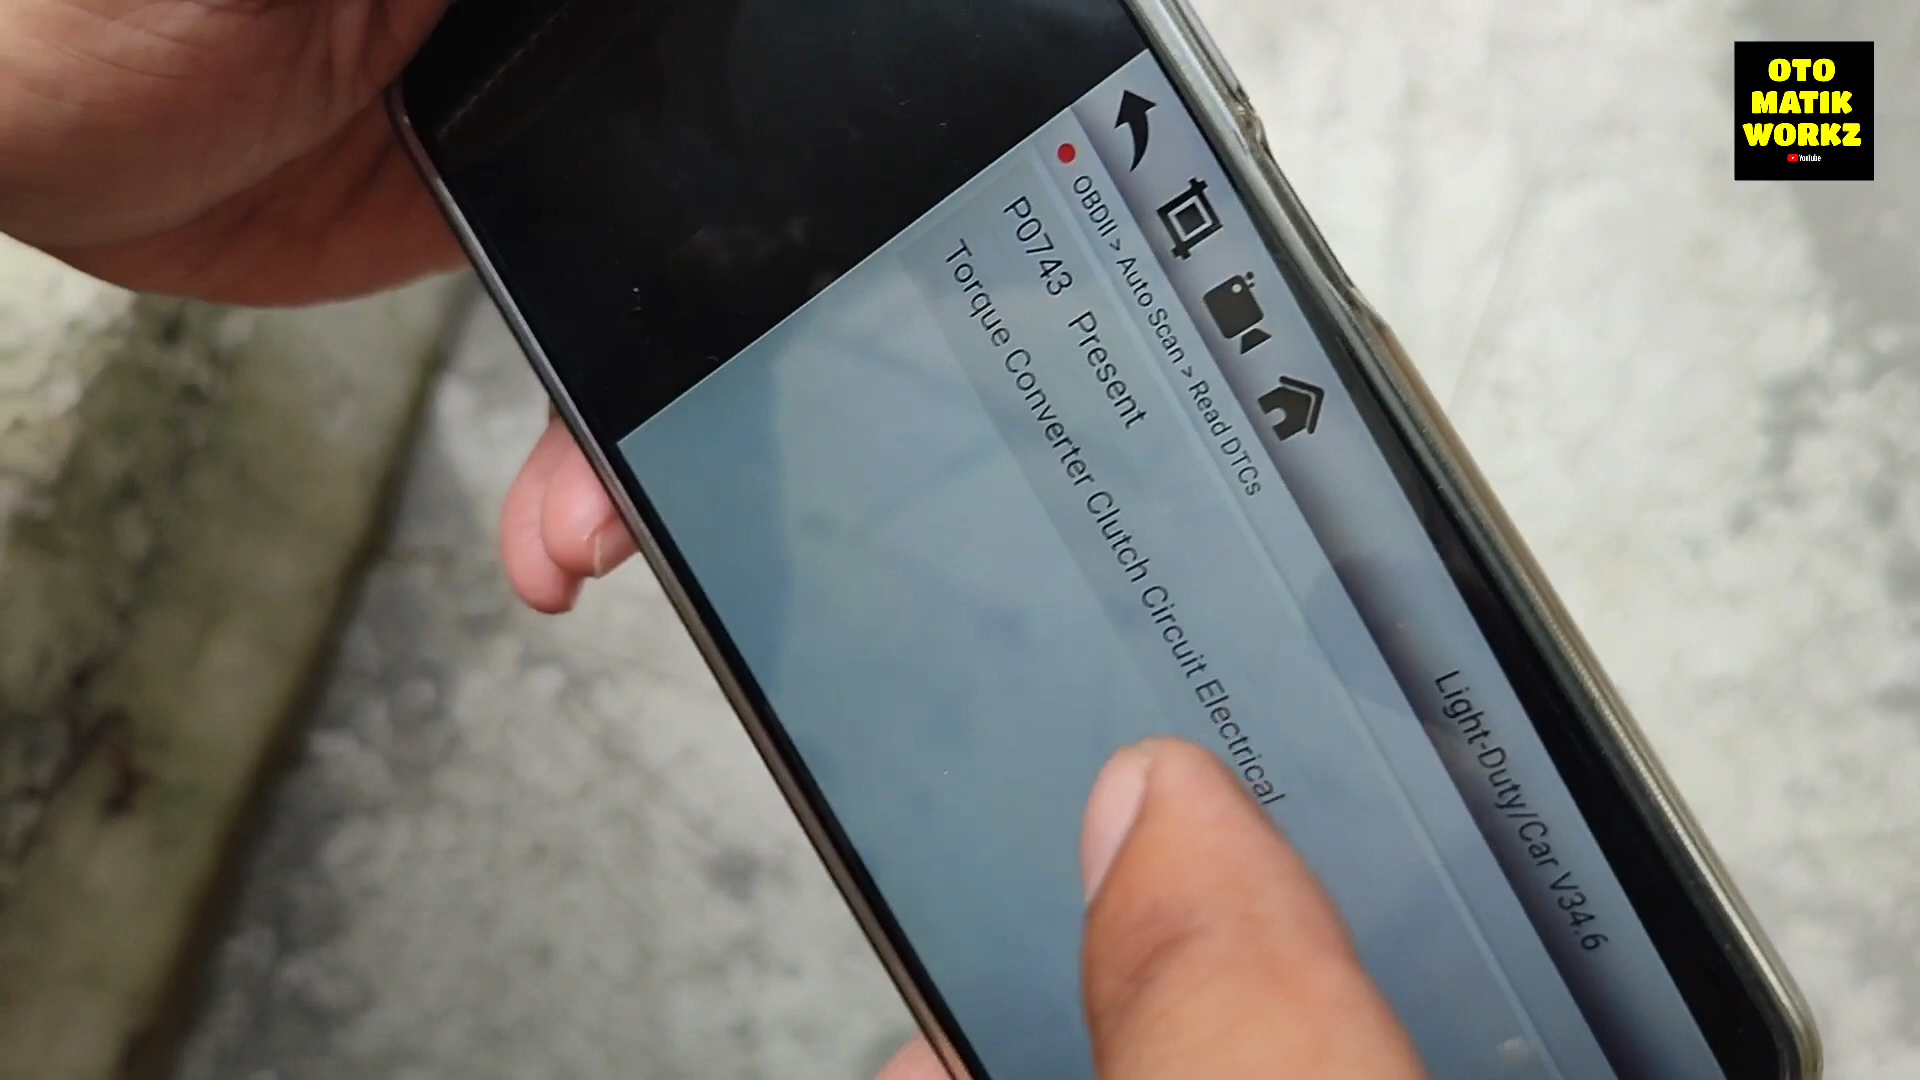 OTO
MATIK
WORKZ
YouTube
Light-Duty/Car V34.6
OBDII > Auto Scan > Read DTCs
P0743 Present
Torque Converter Clutch Circuit Electrical